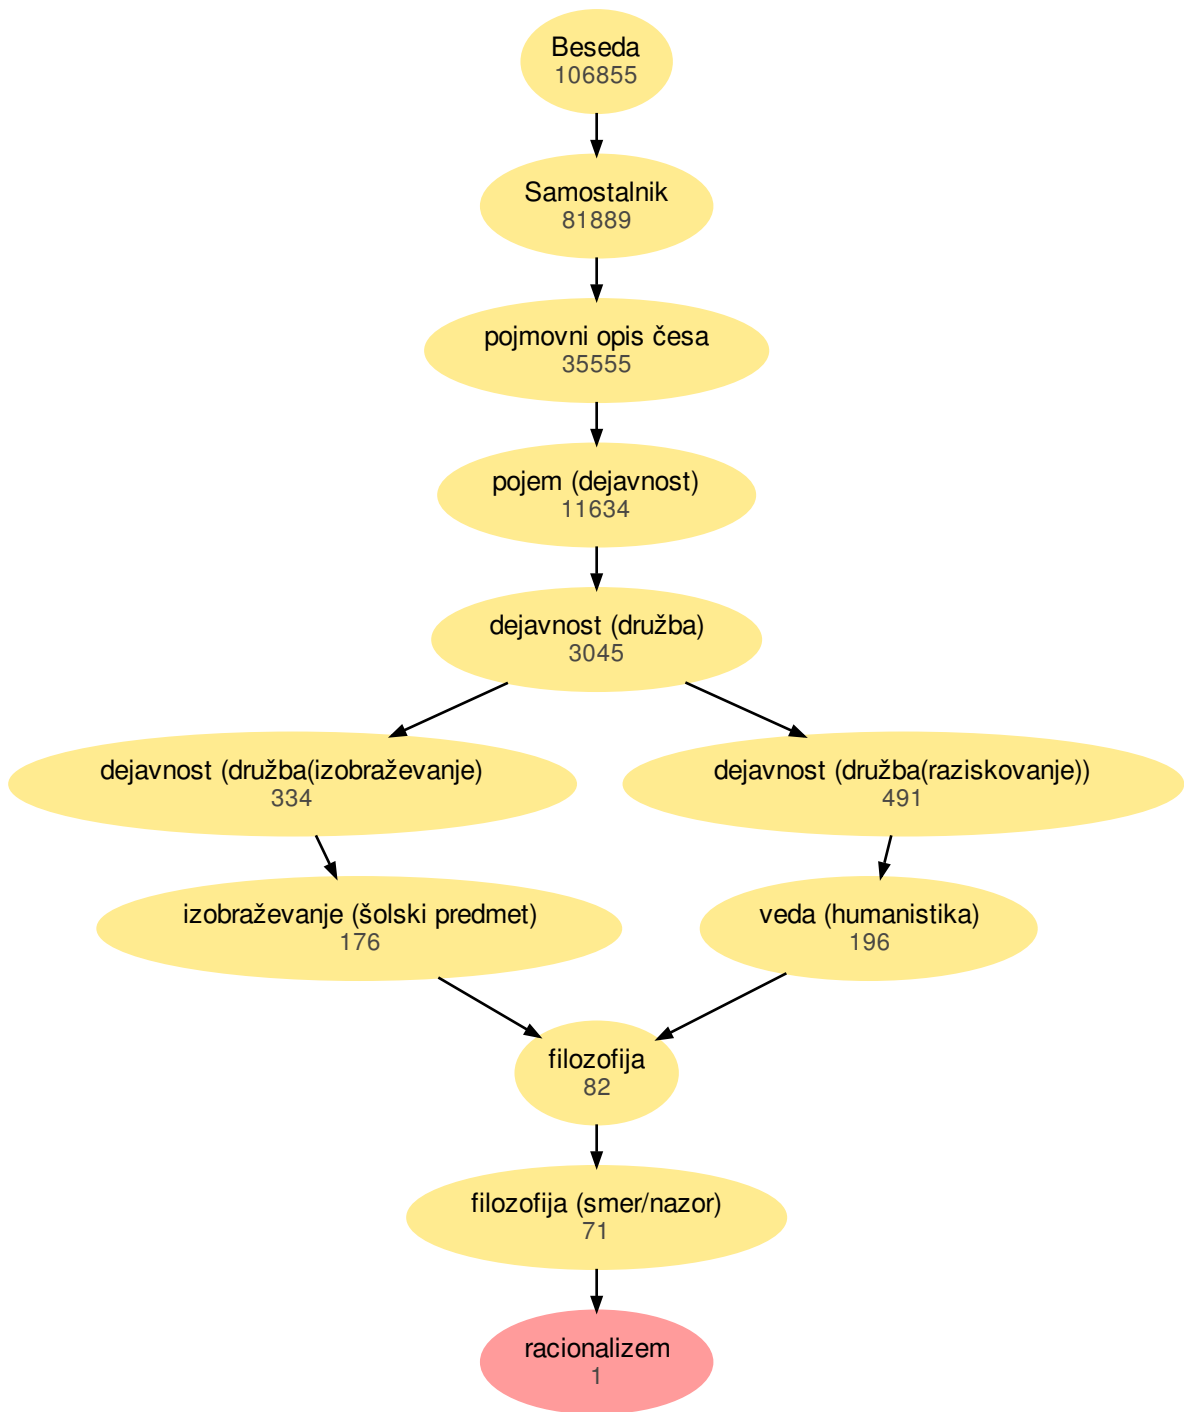 Beseda
106855
Samostalnik
81889
pojmovni opis česa
35555
pojem (dejavnost)
11634
dejavnost (družba)
3045
dejavnost (družba(izobraževanje)
334
dejavnost (družba(raziskovanje))
491
izobraževanje (šolski predmet)
176
veda (humanistika)
196
filozofija
82
filozofija (smer/nazor)
71
racionalizem
1